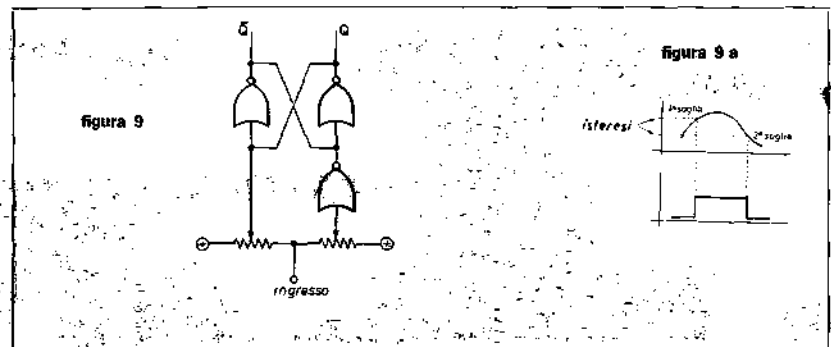 Q̄ Q
figura 9 a
figura 9
1ª soglia
isteresi
2ª soglia
ingresso